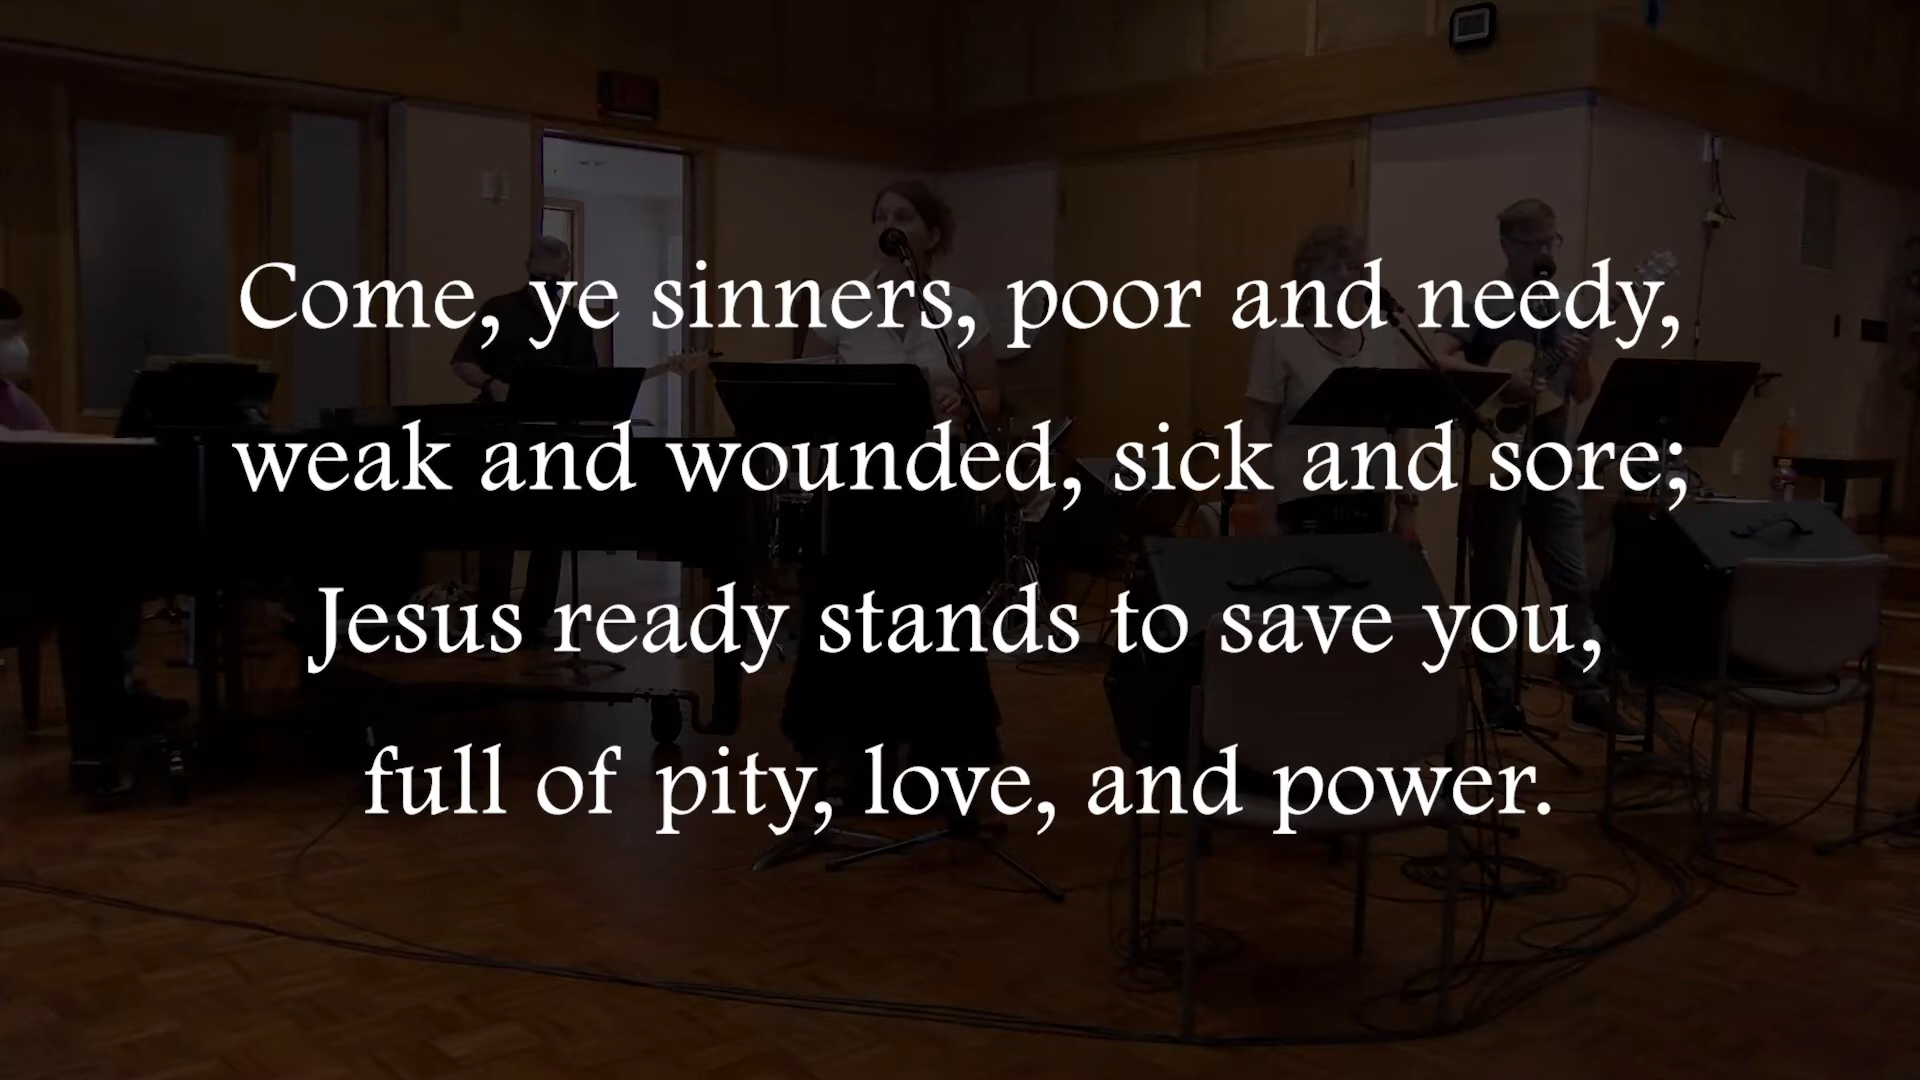 Come, ye sinners, poor and needy,
weak and wounded, sick and sore;
Jesus ready stands to save you,
full of pity, love, and power.